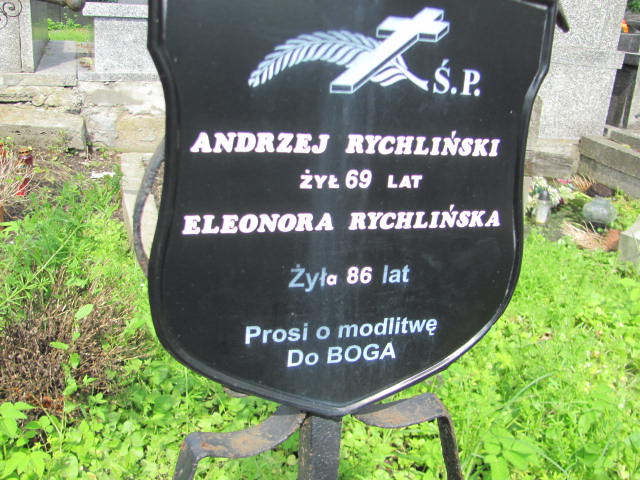 Ś.P.
ANDRZEJ RYCHLIŃSKI
ŻYŁ 69 LAT
ELEONORA RYCHLIŃSKA
Żyła 86 lat
Prosi o modlitwę
Do BOGA